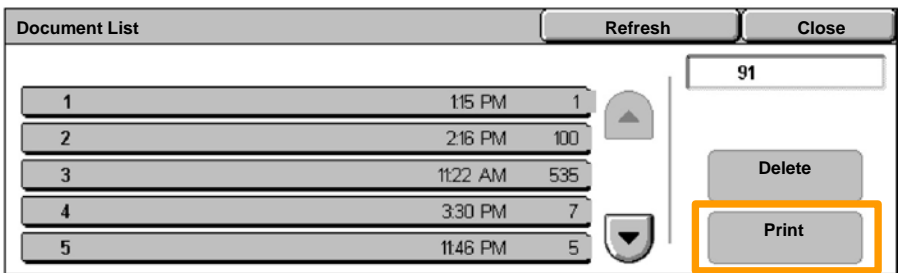 Document List Refresh Close
91
1 1:15 PM 1
2 2:16 PM 100
3 11:22 AM 535
4 3:30 PM 7
5 11:46 PM 5
Delete
Print